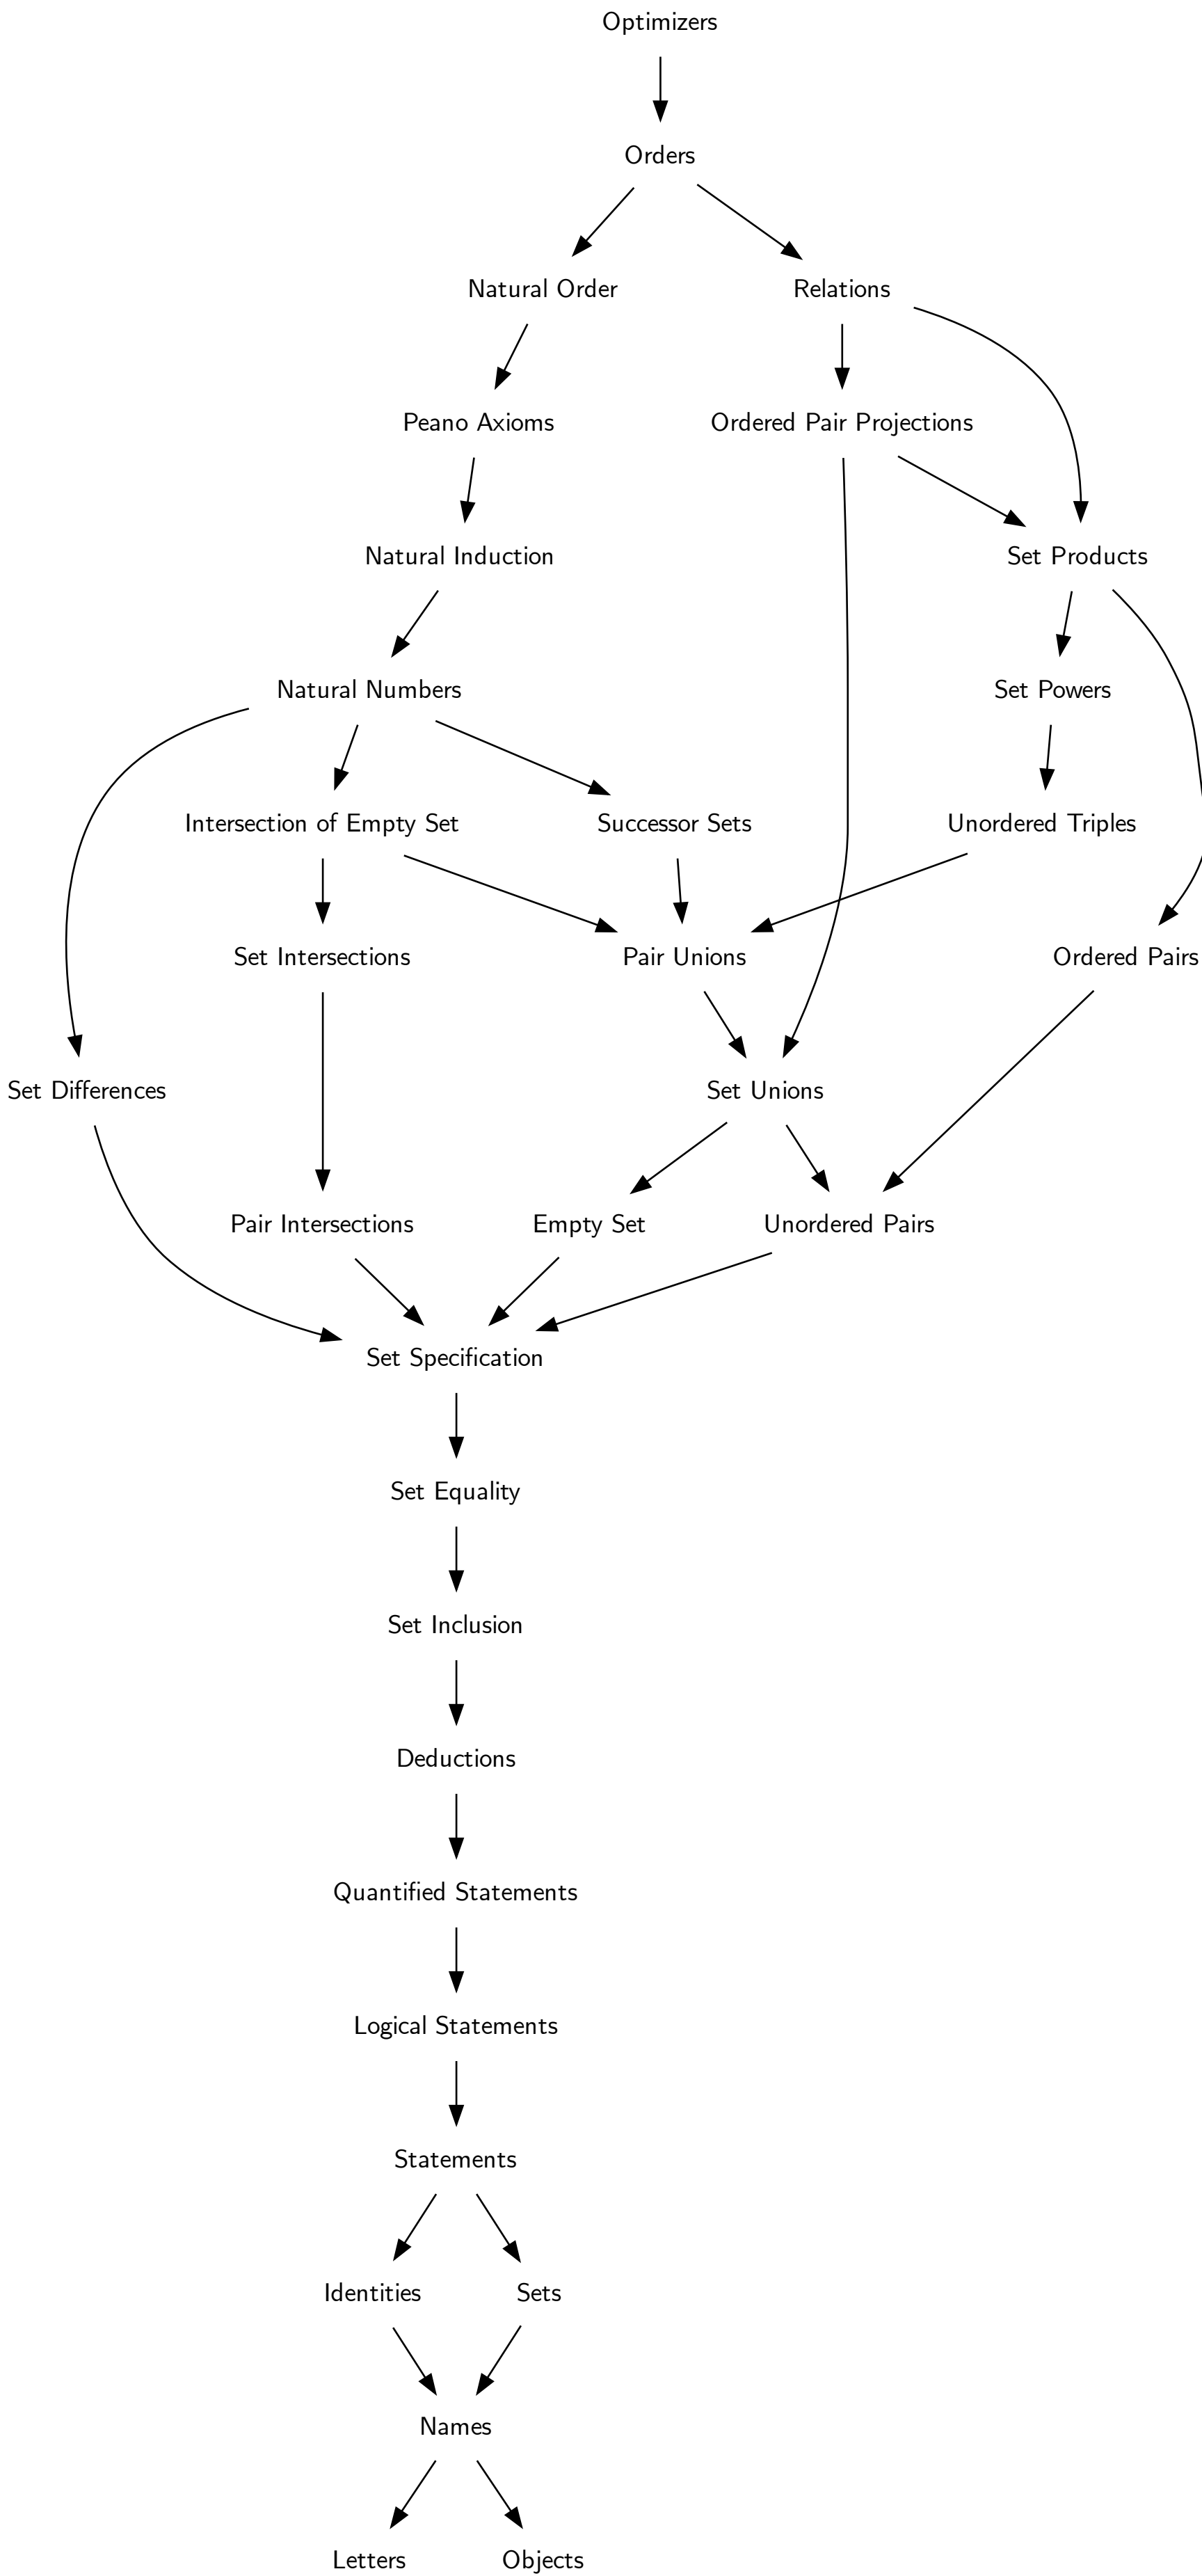 Optimizers
Orders
Natural Order
Relations
Peano Axioms
Ordered Pair Projections
Natural Induction
Set Products
Natural Numbers
Set Powers
Intersection of Empty Set
Successor Sets
Unordered Triples
Set Intersections
Pair Unions
Ordered Pairs
Set Differences
Set Unions
Pair Intersections
Empty Set
Unordered Pairs
Set Specification
Set Equality
Set Inclusion
Deductions
Quantified Statements
Logical Statements
Statements
Identities
Sets
Names
Letters
Objects